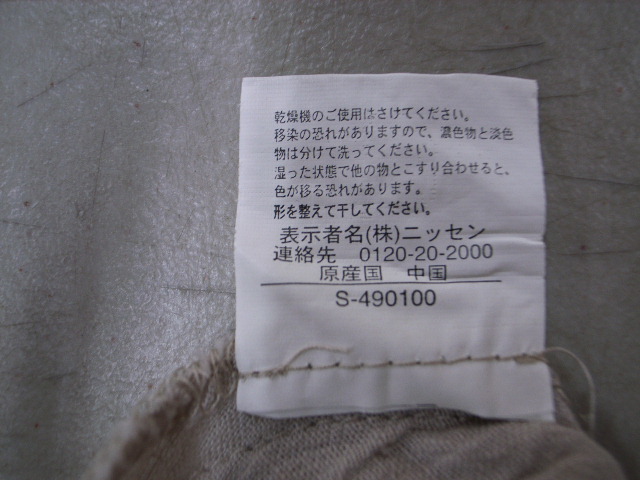 乾燥機のご使用はさけてください。
移染の恐れがありますので、濃色物と淡色
物は分けて洗ってください。
湿った状態で他の物とこすり合わせると、
色が移る恐れがあります。
形を整えて干してください。
表示者名(株)ニッセン
連絡先 0120-20-2000
原産国 中国
S-490100